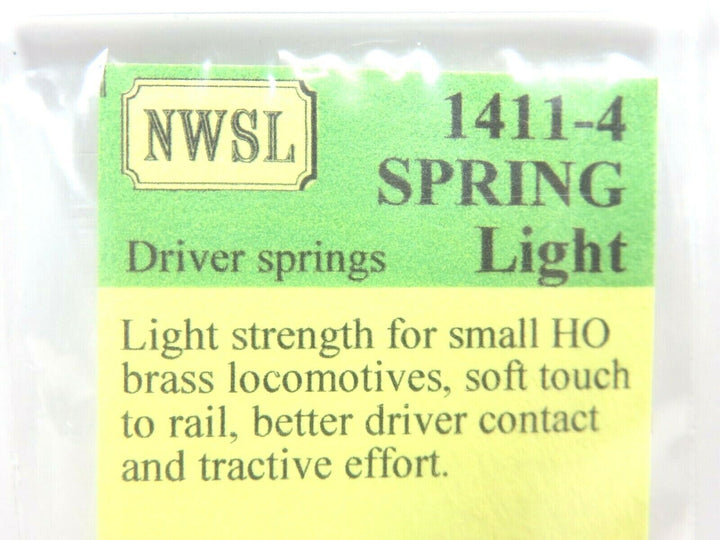 NWSL
1411-4
SPRING
Driver springs
Light
Light strength for small HO
brass locomotives, soft touch
to rail, better driver contact
and tractive effort.